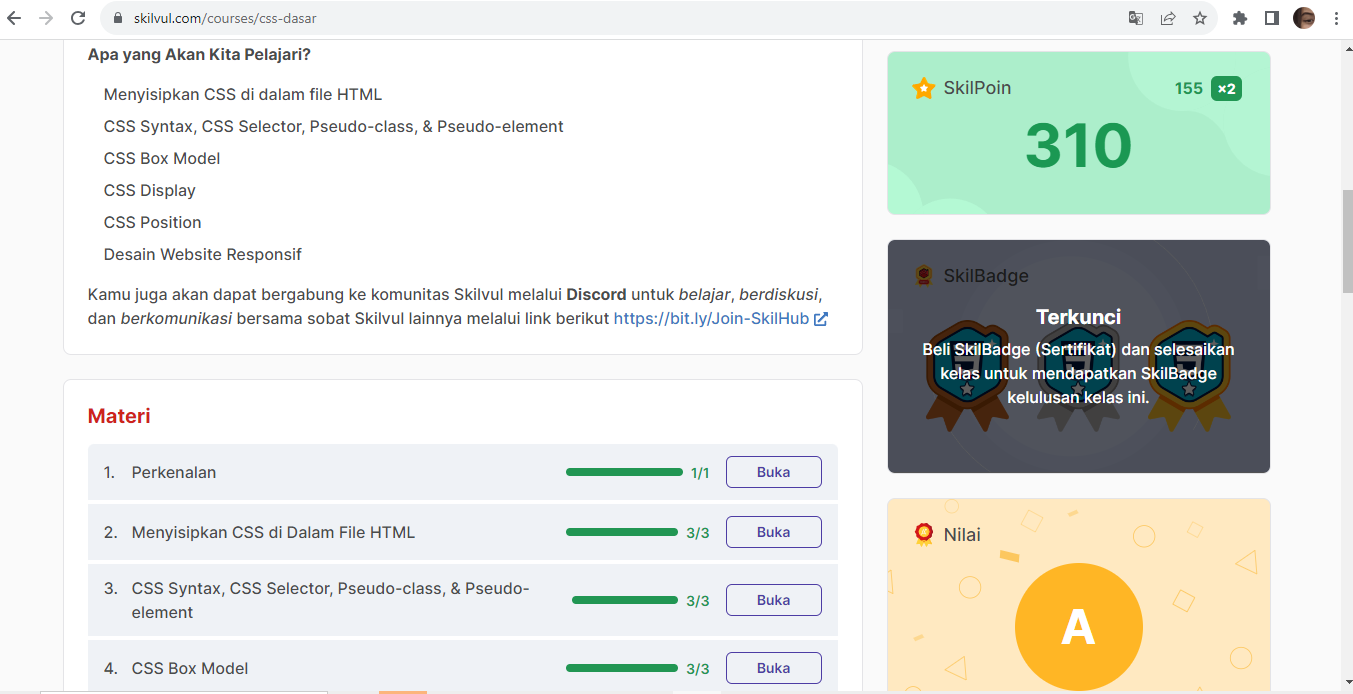 skilvul.com/courses/css-dasar
Apa yang Akan Kita Pelajari?
Menyisipkan CSS di dalam file HTML
CSS Syntax, CSS Selector, Pseudo-class, & Pseudo-element
CSS Box Model
CSS Display
CSS Position
Desain Website Responsif
Kamu juga akan dapat bergabung ke komunitas Skilvul melalui Discord untuk belajar, berdiskusi,
dan berkomunikasi bersama sobat Skilvul lainnya melalui link berikut https://bit.ly/Join-SkilHub
Materi
1. Perkenalan 1/1 Buka
2. Menyisipkan CSS di Dalam File HTML 3/3 Buka
3. CSS Syntax, CSS Selector, Pseudo-class, & Pseudo-
element 3/3 Buka
4. CSS Box Model 3/3 Buka
SkilPoin 155 ×2
310
SkilBadge
Terkunci
Beli SkilBadge (Sertifikat) dan selesaikan
kelas untuk mendapatkan SkilBadge
kelulusan kelas ini.
Nilai
A